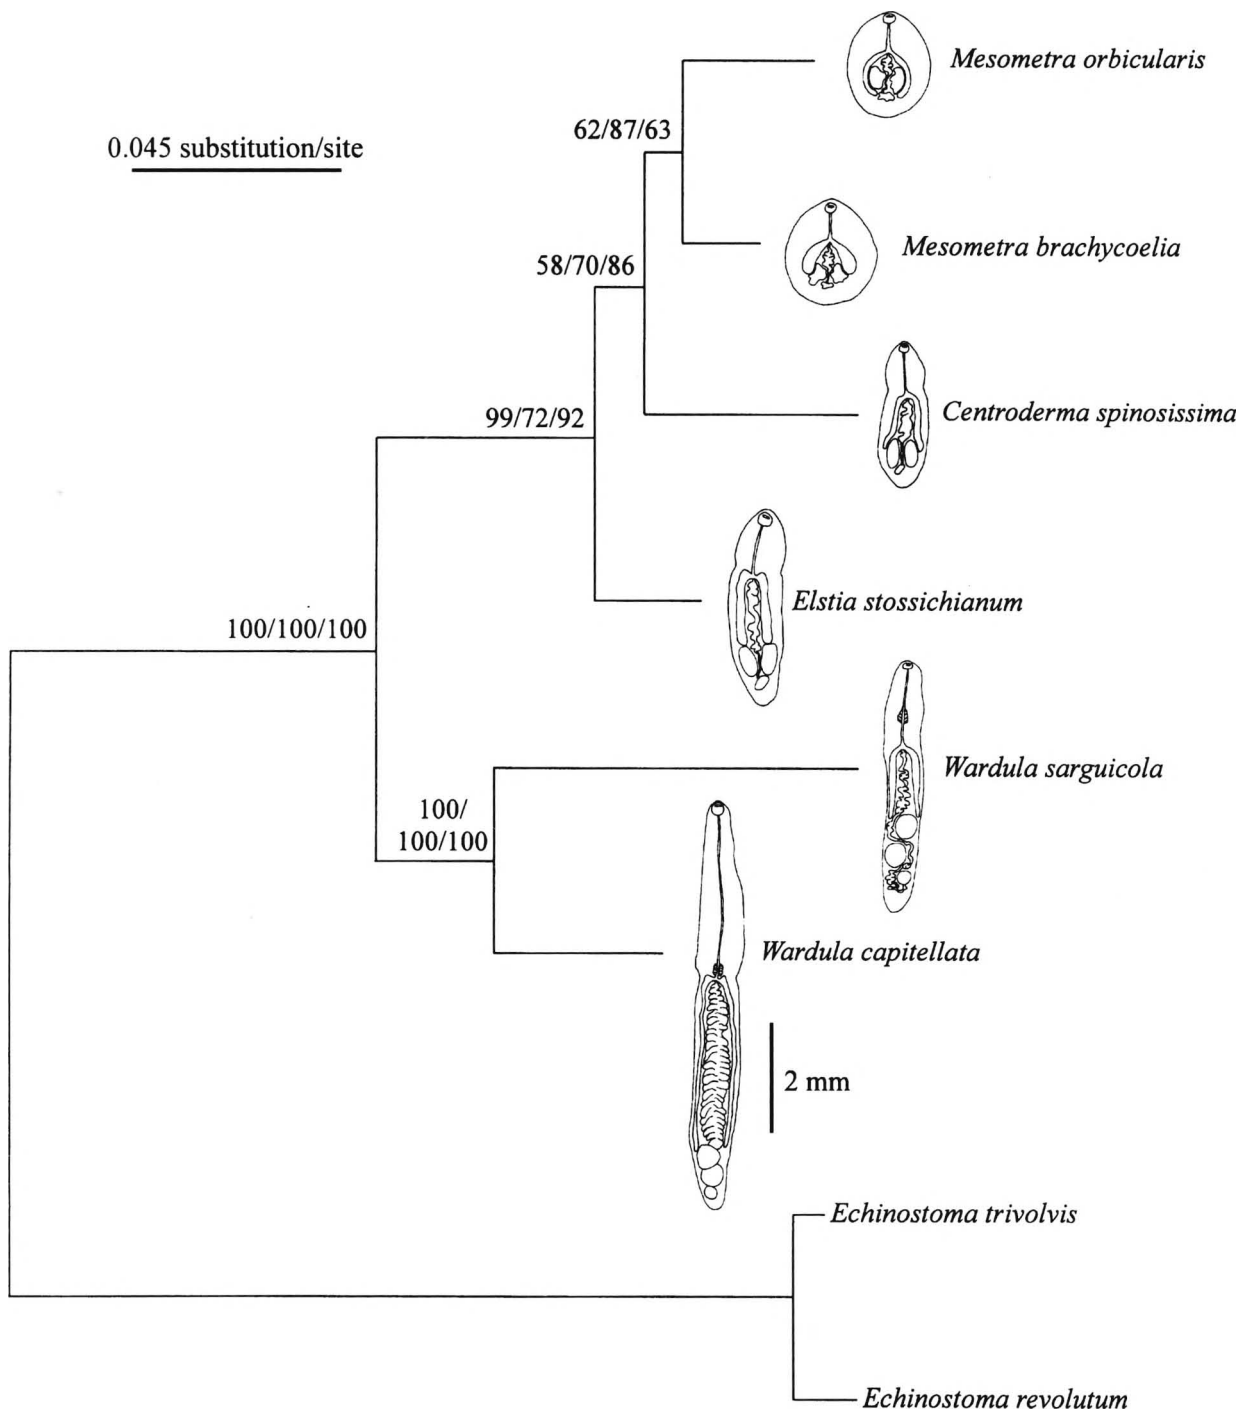 Mesometra orbicularis
62/87/63
0.045 substitution/site
Mesometra brachycoelia
58/70/86
Centroderma spinosissima
99/72/92
Elstia stossichianum
100/100/100
Wardula sarguicola
100/
100/100
Wardula capitellata
2 mm
Echinostoma trivolvis
Echinostoma revolutum